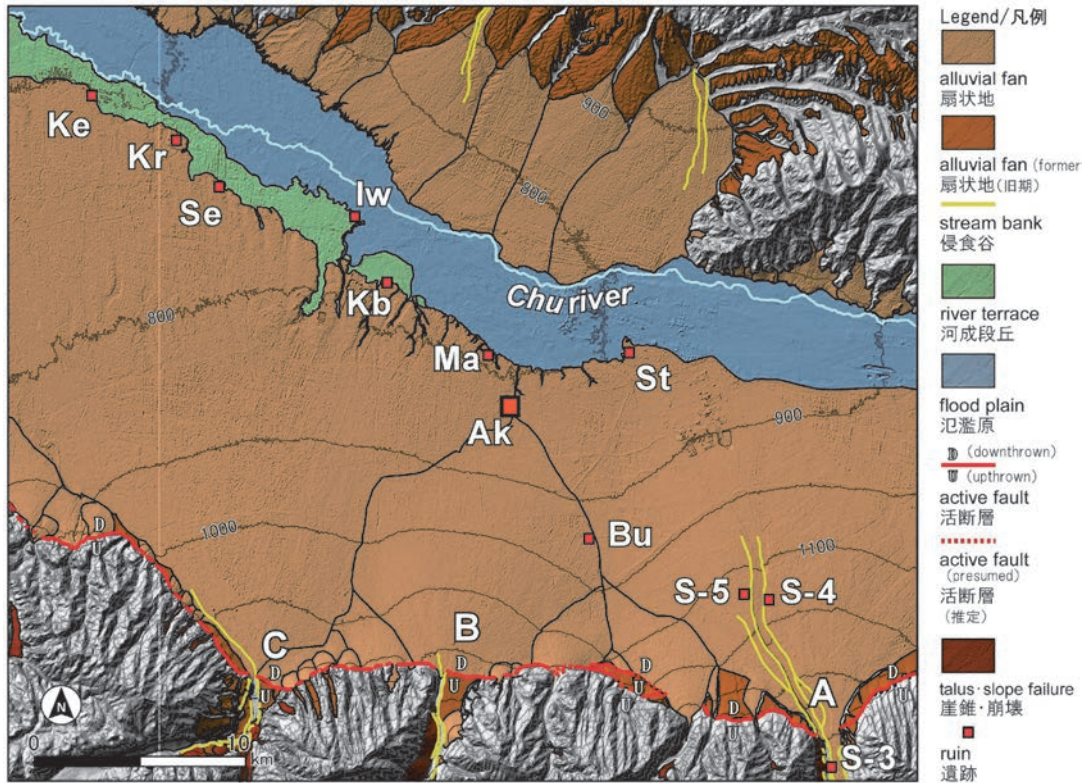 900
800
Ke
Kr
Se
Iw
Kb
Chu river
800
Ma
St
Ak
900
1000
Bu
1100
S-5
S-4
D
U
C
D
U
B
D
U
D
U
D
U
A
D
U
S-3
N
0
10
km
Legend/凡例
alluvial fan
扇状地
alluvial fan (former
扇状地(旧期)
stream bank
侵食谷
river terrace
河成段丘
flood plain
氾濫原
D (downthrown)
U (upthrown)
active fault
活断層
active fault
(presumed)
活断層
(推定)
talus·slope failure
崖錐・崩壊
ruin
遺跡